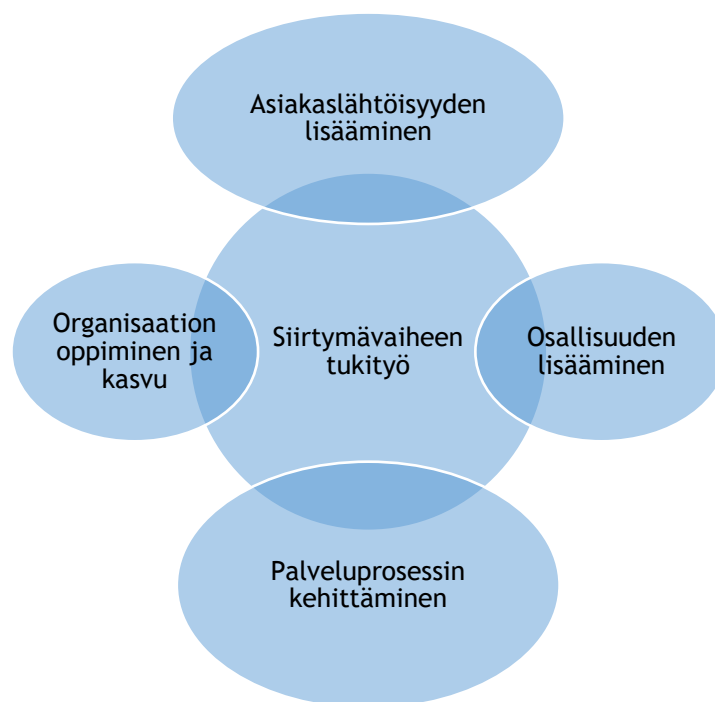 Asiakaslähtöisyyden
lisääminen
Organisaation
oppiminen ja
kasvu
Siirtymävaiheen
tukityö
Osallisuuden
lisääminen
Palveluprosessin
kehittäminen